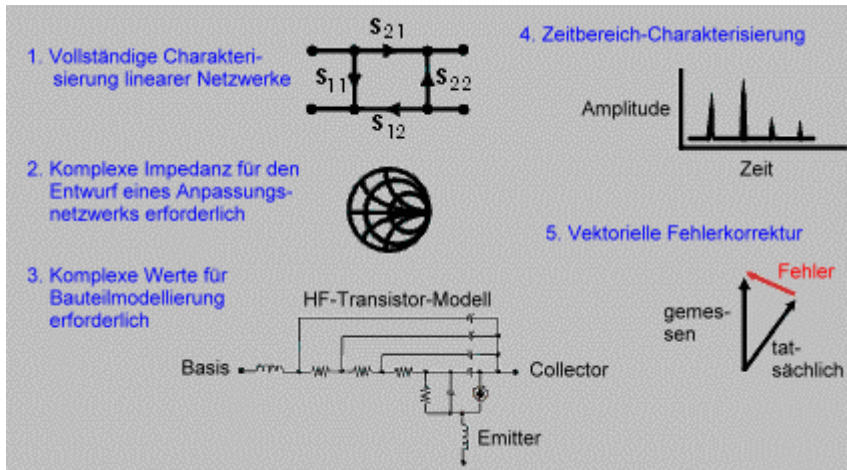 1. Vollständige Charakteri-
sierung linearer Netzwerke
S21
S11
S22
S12
2. Komplexe Impedanz für den
Entwurf eines Anpassungs-
netzwerks erforderlich
3. Komplexe Werte für
Bauteilmodellierung
erforderlich
HF-Transistor-Modell
Basis
Collector
Emitter
4. Zeitbereich-Charakterisierung
Amplitude
Zeit
5. Vektorielle Fehlerkorrektur
Fehler
gemes-
sen
tat-
sächlich